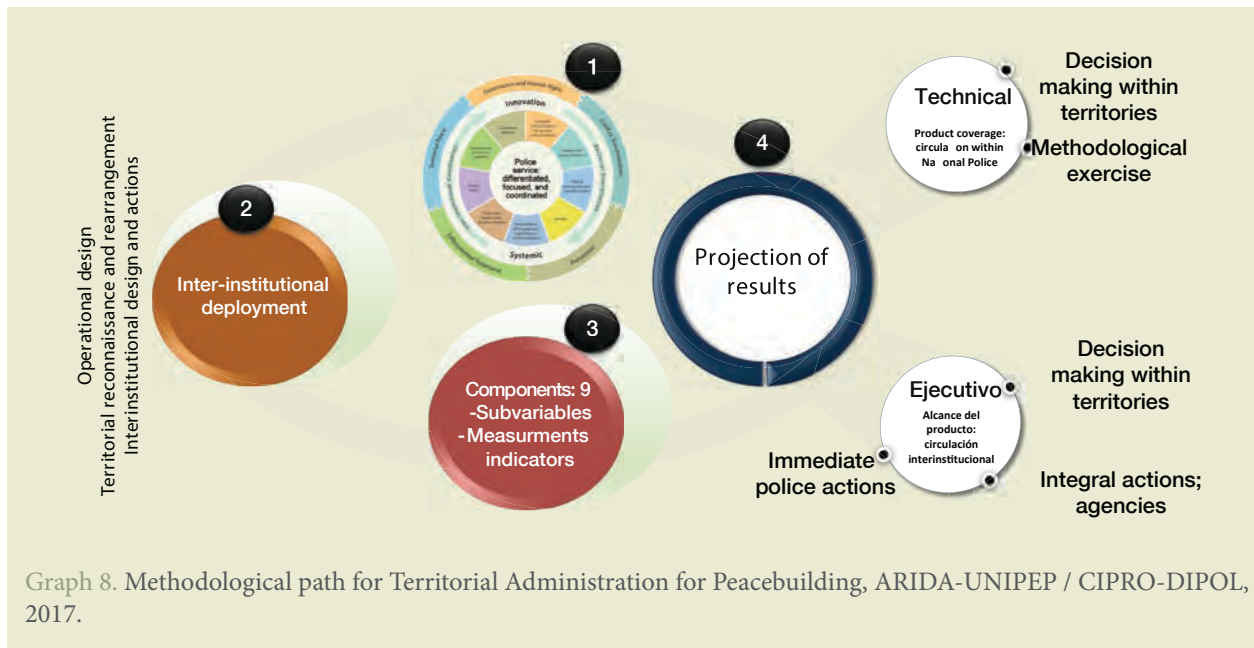 Operational design
Territorial reconnaissance and rearrangement
Interinstitutional design and actions
1
Innovation
Police
service:
differentiated,
focused, and
coordinated
Systemic
2
Inter-institutional
deployment
3
Components: 9
-Subvariables
-Measurments
indicators
4
Projection of
results
Technical
Product coverage:
circula on within
Na onal Police
Decision
making within
territories
Methodological
exercise
Ejecutivo
Alcance del
producto:
circulación
interinstitucional
Decision
making within
territories
Immediate
police actions
Integral actions;
agencies
Graph 8. Methodological path for Territorial Administration for Peacebuilding, ARIDA-UNIPEP / CIPRO-DIPOL,
2017.